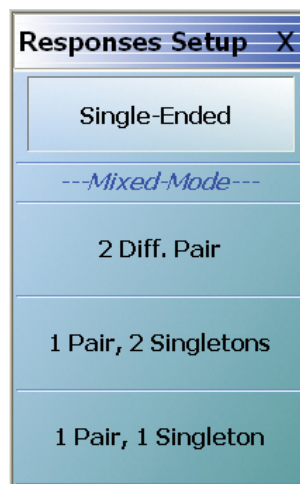 Responses Setup X
Single-Ended
---Mixed-Mode---
2 Diff. Pair
1 Pair, 2 Singletons
1 Pair, 1 Singleton